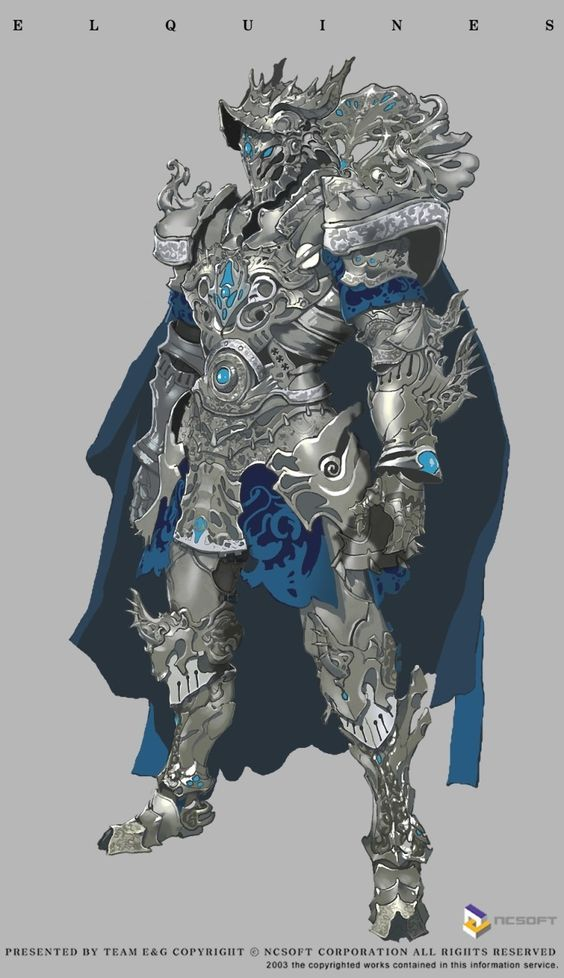 E L Q U I N E S
NCSOFT
PRESENTED BY TEAM E&G COPYRIGHT © NCSOFT CORPORATION ALL RIGHTS RESERVED
2003 the copyrighted works contained in this information service.